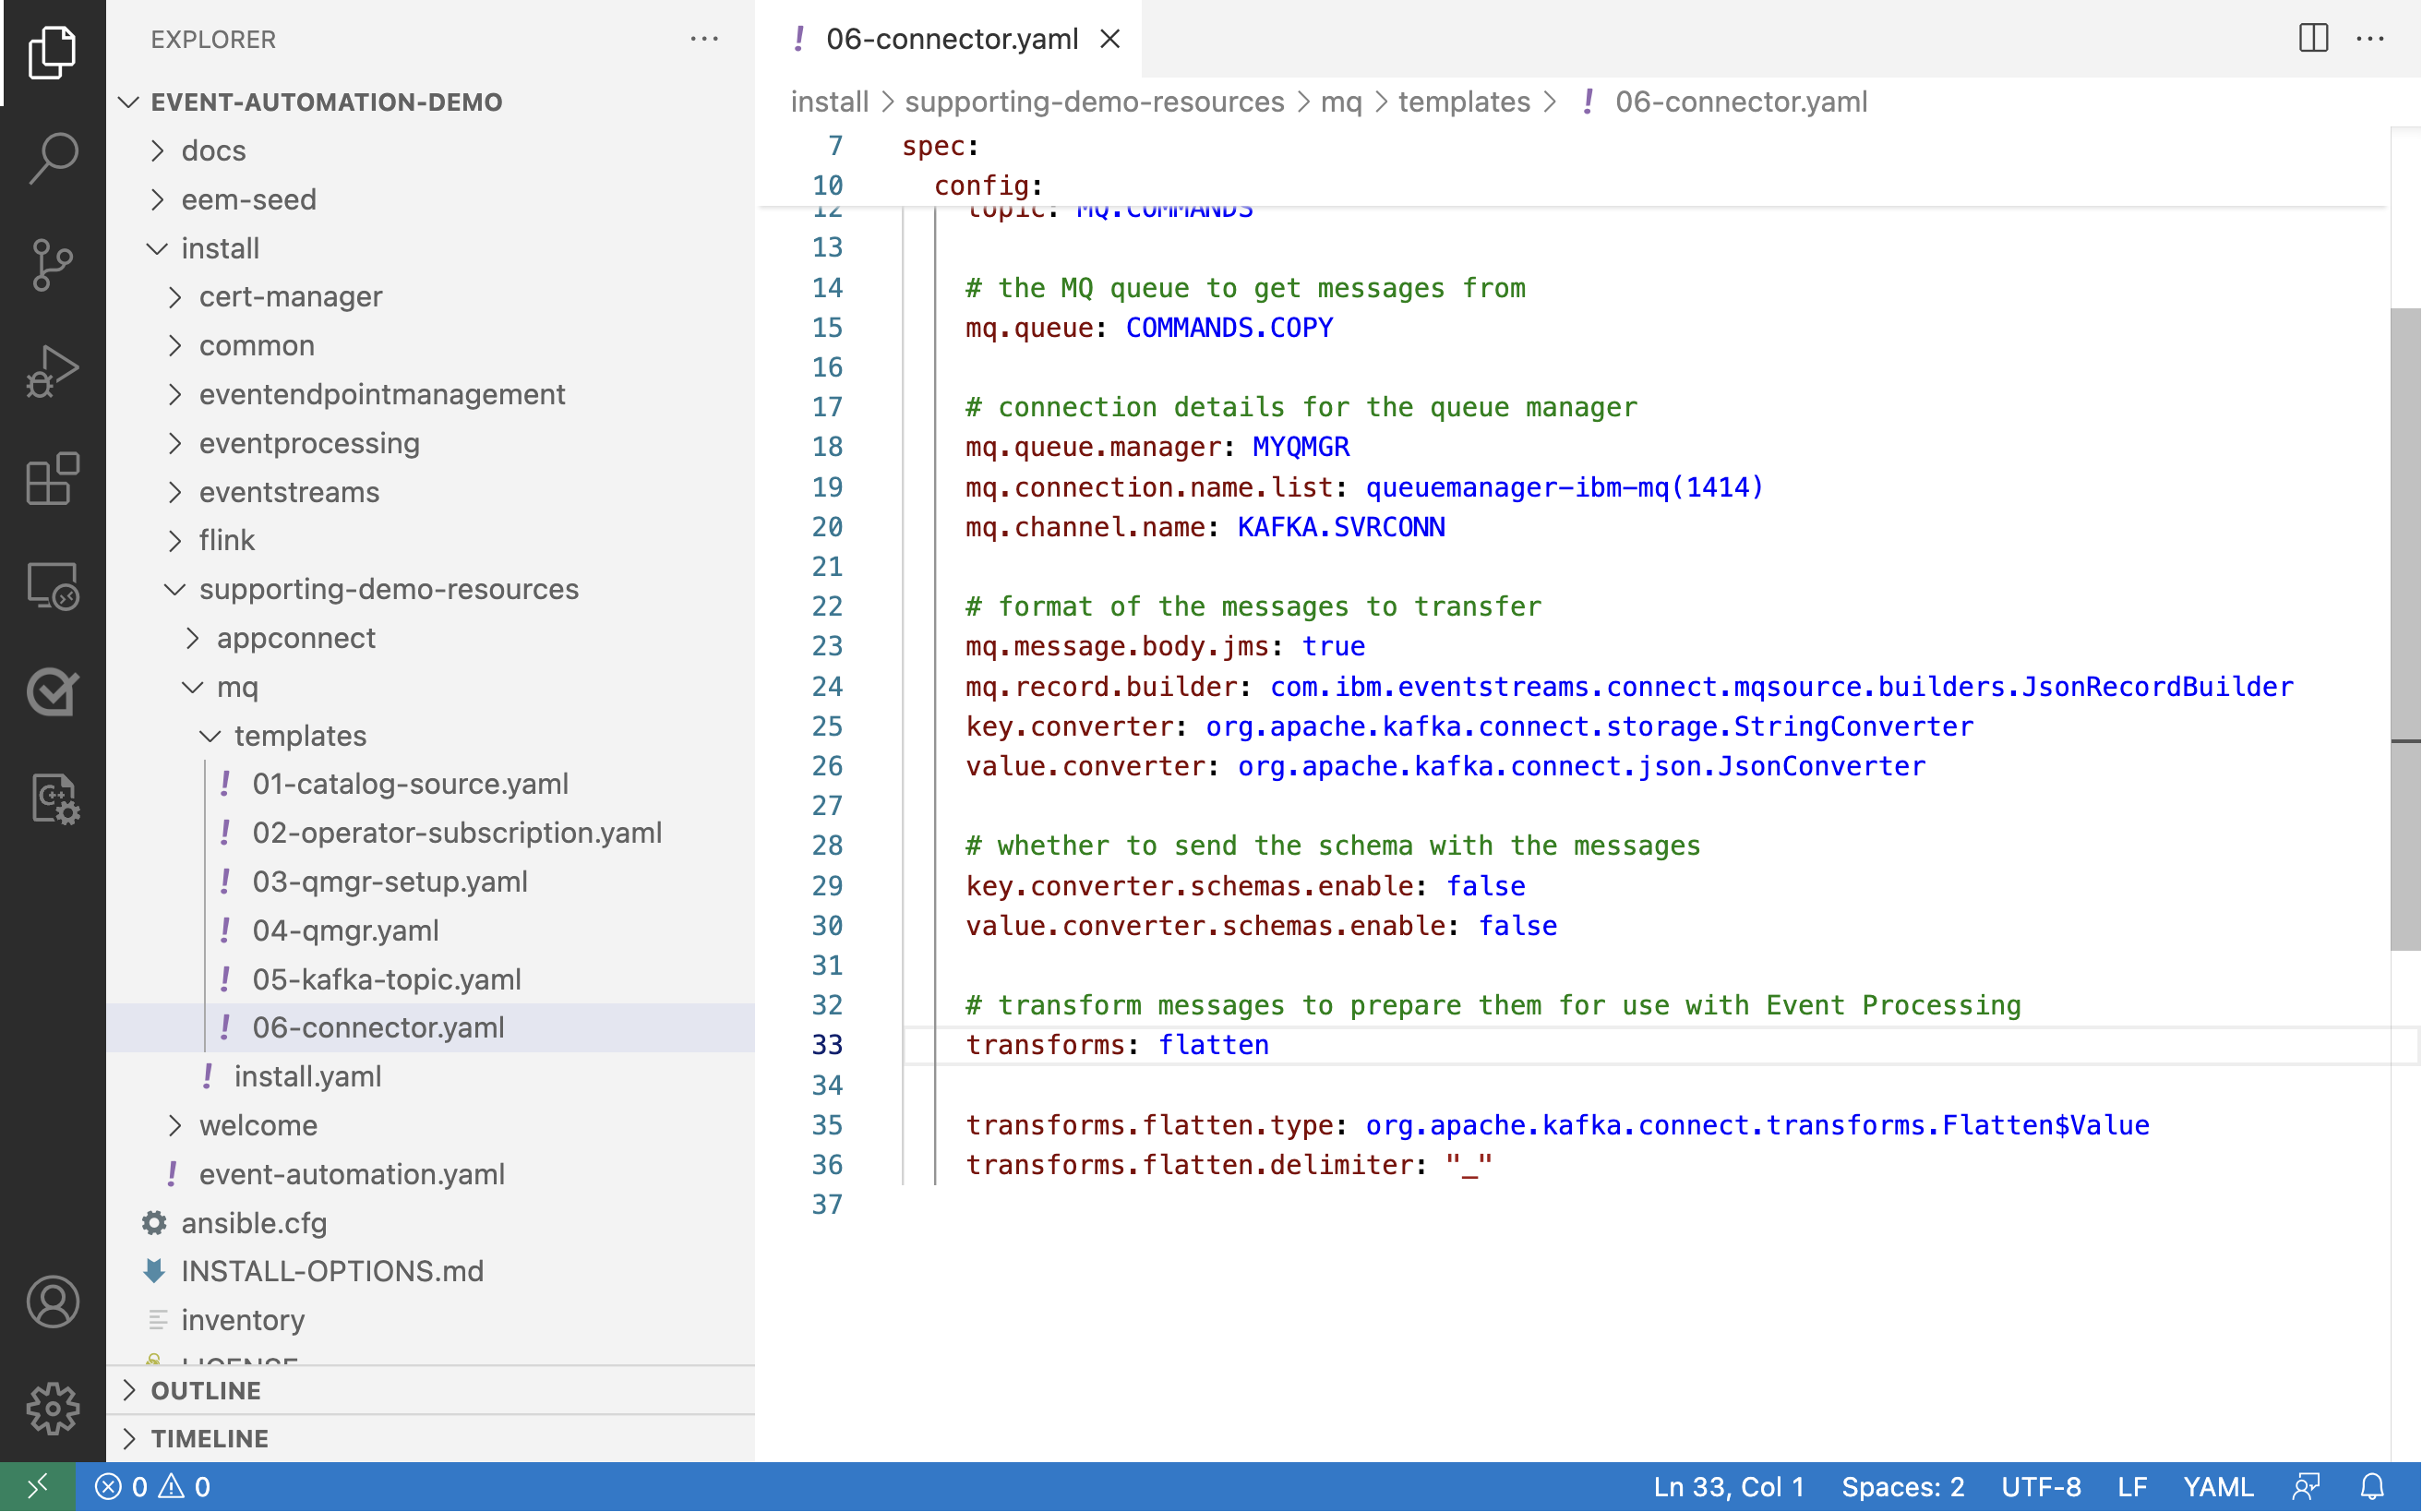 EXPLORER
EVENT-AUTOMATION-DEMO
docs
eem-seed
install
cert-manager
common
eventendpointmanagement
eventprocessing
eventstreams
flink
supporting-demo-resources
appconnect
mq
templates
! 01-catalog-source.yaml
! 02-operator-subscription.yaml
! 03-qmgr-setup.yaml
! 04-qmgr.yaml
! 05-kafka-topic.yaml
! 06-connector.yaml
! install.yaml
welcome
! event-automation.yaml
ansible.cfg
INSTALL-OPTIONS.md
inventory
LICENSE
OUTLINE
TIMELINE
! 06-connector.yaml
install > supporting-demo-resources > mq > templates > ! 06-connector.yaml
7 spec:
10 config:
12 topic: MQ.COMMANDS
13
14 # the MQ queue to get messages from
15 mq.queue: COMMANDS.COPY
16
17 # connection details for the queue manager
18 mq.queue.manager: MYQMGR
19 mq.connection.name.list: queuemanager-ibm-mq(1414)
20 mq.channel.name: KAFKA.SVRCONN
21
22 # format of the messages to transfer
23 mq.message.body.jms: true
24 mq.record.builder: com.ibm.eventstreams.connect.mqsource.builders.JsonRecordBuilder
25 key.converter: org.apache.kafka.connect.storage.StringConverter
26 value.converter: org.apache.kafka.connect.json.JsonConverter
27
28 # whether to send the schema with the messages
29 key.converter.schemas.enable: false
30 value.converter.schemas.enable: false
31
32 # transform messages to prepare them for use with Event Processing
33 transforms: flatten
34
35 transforms.flatten.type: org.apache.kafka.connect.transforms.Flatten$Value
36 transforms.flatten.delimiter: "_"
37
0 0 Ln 33, Col 1 Spaces: 2 UTF-8 LF YAML